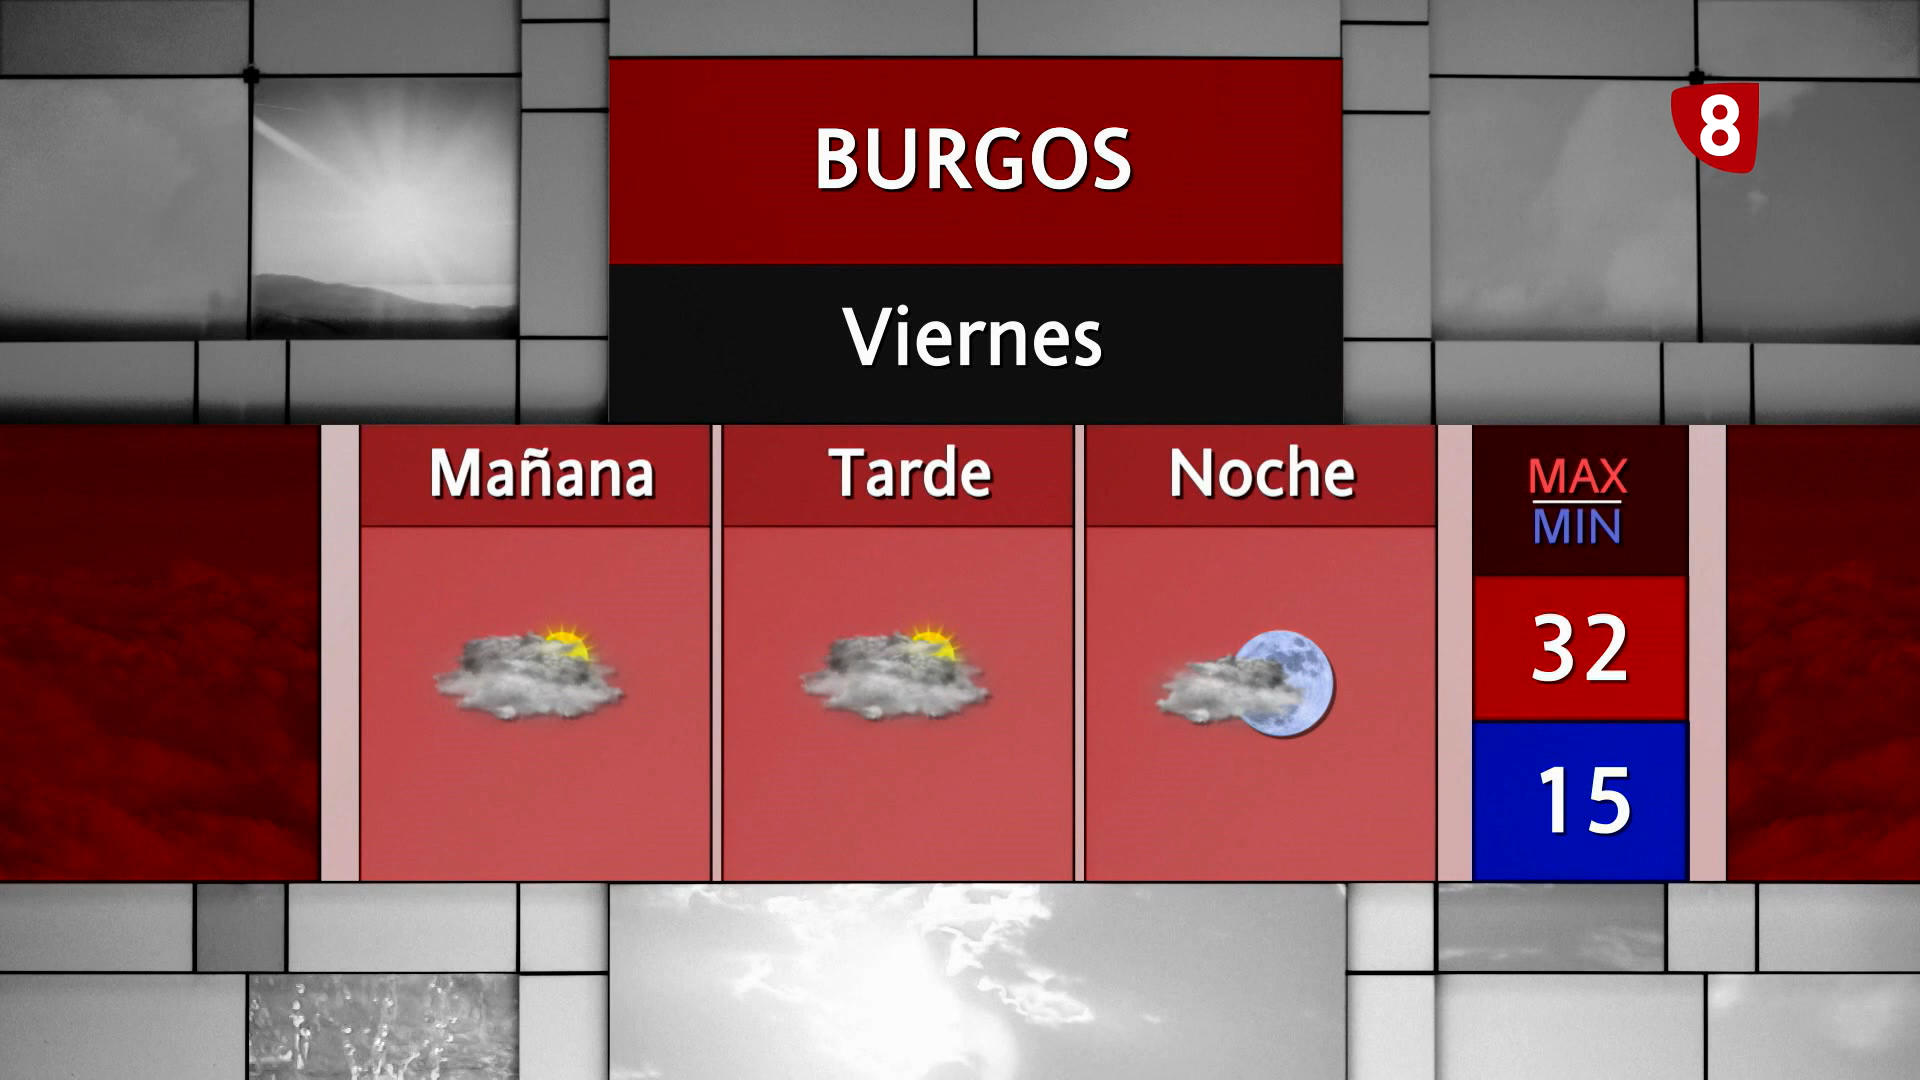 BURGOS
8
Viernes
Mañana
Tarde
Noche
MAX
MIN
32
15